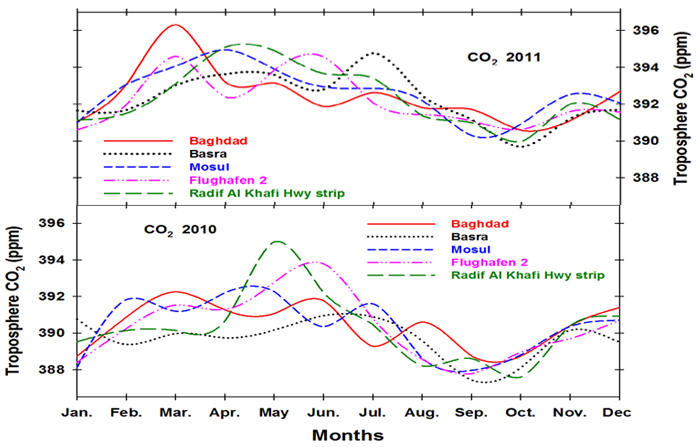 CO2 2011
396
394
392
390
388
Troposphere CO2 (ppm)
Baghdad
Basra
Mosul
Flughafen 2
Radif Al Khafi Hwy strip
CO2 2010
396
394
392
390
388
Troposphere CO2 (ppm)
Baghdad
Basra
Mosul
Flughafen 2
Radif Al Khafi Hwy strip
Jan. Feb. Mar. Apr. May Jun. Jul. Aug. Sep. Oct. Nov. Dec
Months